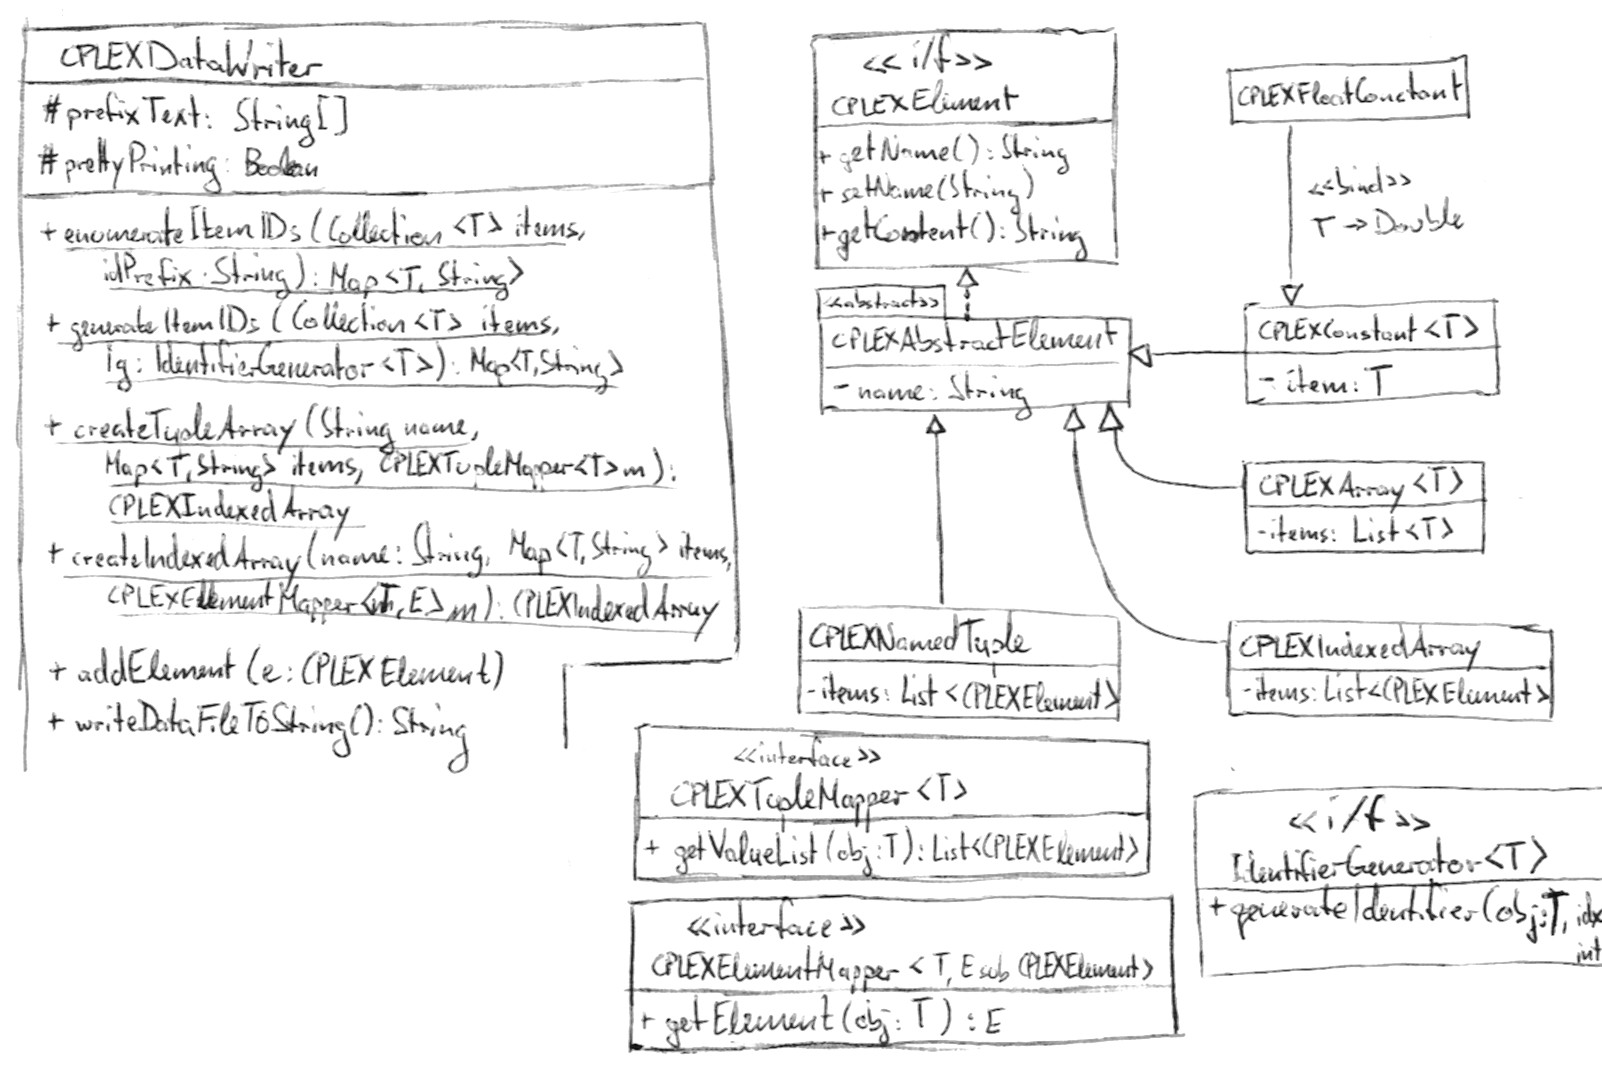 CPLEXDataWriter
# prefixText: String[]
# prettyPrinting: Boolean
+ enumerateItemIDs (Collection <T> items,
idPrefix: String): Map<T, String>
+ generateItemIDs (Collection<T> items,
ig: IdentifierGenerator<T>): Map<T,String>
+ createTupleArray (String name,
Map<T,String> items, CPLEXTupleMapper<T> m):
CPLEXIndexedArray
+ createIndexedArray(name: String, Map<T,String> items,
CPLEXElementMapper<T,E> m): CPLEXIndexedArray
+ addElement (e: CPLEXElement)
+ writeDataFileToString(): String
<<i/f>>
CPLEXElement
+ getName(): String
+ setName(String)
+ getContent(): String
<<abstract>>
CPLEXAbstractElement
- name: String
CPLEXFloatConstant
<<bind>>
T -> Double
CPLEXConstant<T>
- item: T
CPLEXArray<T>
- items: List<T>
CPLEXNamedTuple
- items: List<CPLEXElement>
CPLEXIndexedArray
- items: List<CPLEXElement>
<<interface>>
CPLEXTupleMapper<T>
+ getValueList(obj:T): List<CPLEXElement>
<<interface>>
CPLEXElementMapper <T, E sub CPLEXElement>
+ getElement(obj: T) : E
<<i/f>>
IdentifierGenerator<T>
+ generateIdentifier(obj:T, idx
int